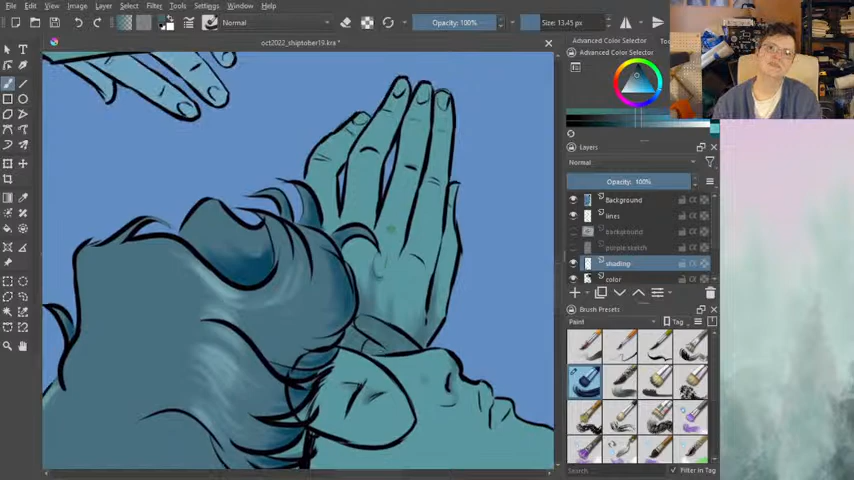 File Edit View Image Layer Select Filter Tools Settings Window Help
Normal
Opacity: 100%
Size: 13.45 px
oct2022_shiptober19.kra *
Advanced Color Selector
Advanced Color Selector
Layers
Normal
Opacity: 100%
Background
lines
background
purple sketch
shading
color
Brush Presets
Paint
Tag
Search
Filter in Tag